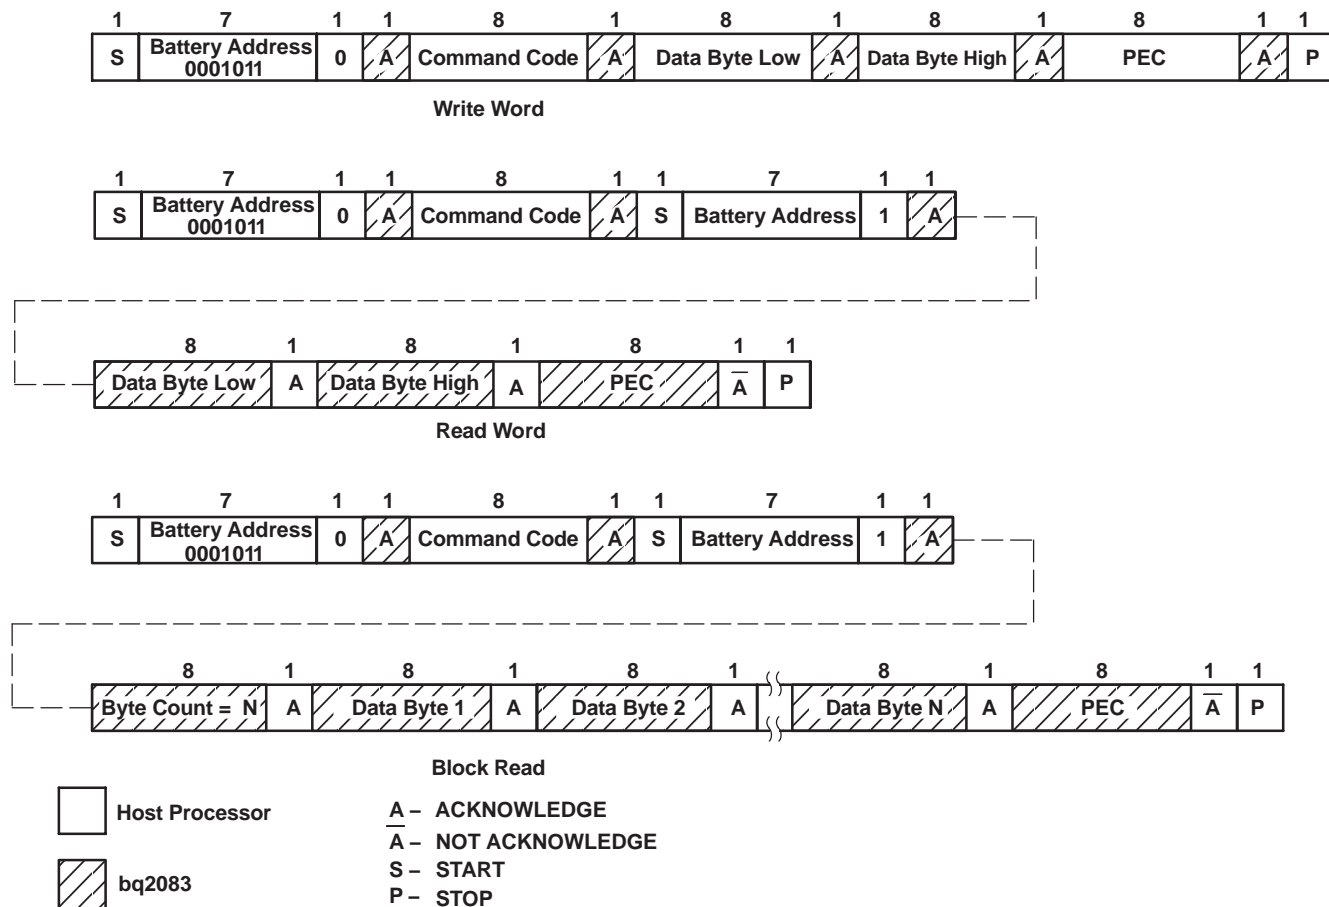 1 7 1 1 8 1 8 1 8 1 8 1 1
S Battery Address 0 A Command Code A Data Byte Low A Data Byte High A PEC A P
0001011
Write Word
1 7 1 1 8 1 1 7 1 1
S Battery Address 0 A Command Code A S Battery Address 1 A
0001011
8 1 8 1 8 1 1
Data Byte Low A Data Byte High A PEC A̅ P
Read Word
1 7 1 1 8 1 1 7 1 1
S Battery Address 0 A Command Code A S Battery Address 1 A
0001011
8 1 8 1 8 1 8 1 8 1 1
Byte Count = N A Data Byte 1 A Data Byte 2 A Data Byte N A PEC A̅ P
Block Read
Host Processor
bq2083
A – ACKNOWLEDGE
A̅ – NOT ACKNOWLEDGE
S – START
P – STOP